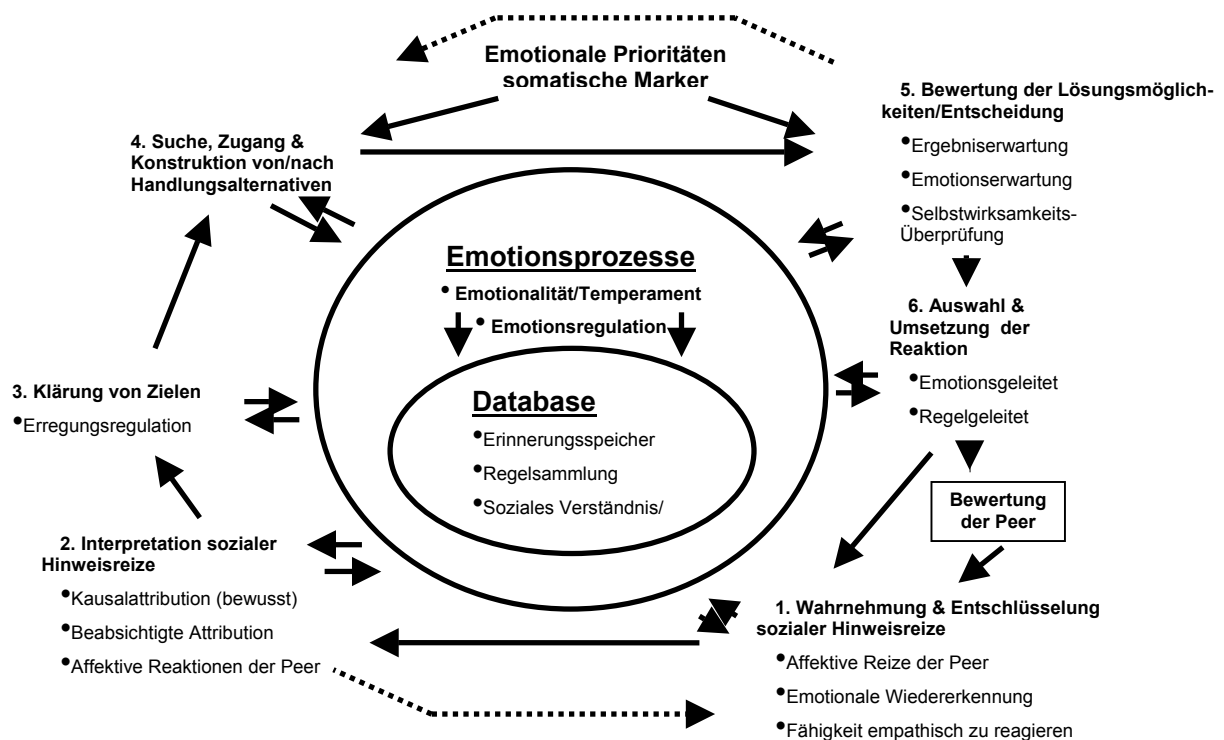 Emotionale Prioritäten
somatische Marker
5. Bewertung der Lösungsmöglich-
keiten/Entscheidung
•Ergebniserwartung
•Emotionserwartung
•Selbstwirksamkeits-
Überprüfung
4. Suche, Zugang &
Konstruktion von/nach
Handlungsalternativen
Emotionsprozesse
• Emotionalität/Temperament
• Emotionsregulation
6. Auswahl &
Umsetzung der
Reaktion
•Emotionsgeleitet
•Regelgeleitet
3. Klärung von Zielen
•Erregungsregulation
Database
•Erinnerungsspeicher
•Regelsammlung
•Soziales Verständnis/
Bewertung
der Peer
2. Interpretation sozialer
Hinweisreize
•Kausalattribution (bewusst)
•Beabsichtigte Attribution
•Affektive Reaktionen der Peer
1. Wahrnehmung & Entschlüsselung
sozialer Hinweisreize
•Affektive Reize der Peer
•Emotionale Wiedererkennung
•Fähigkeit empathisch zu reagieren